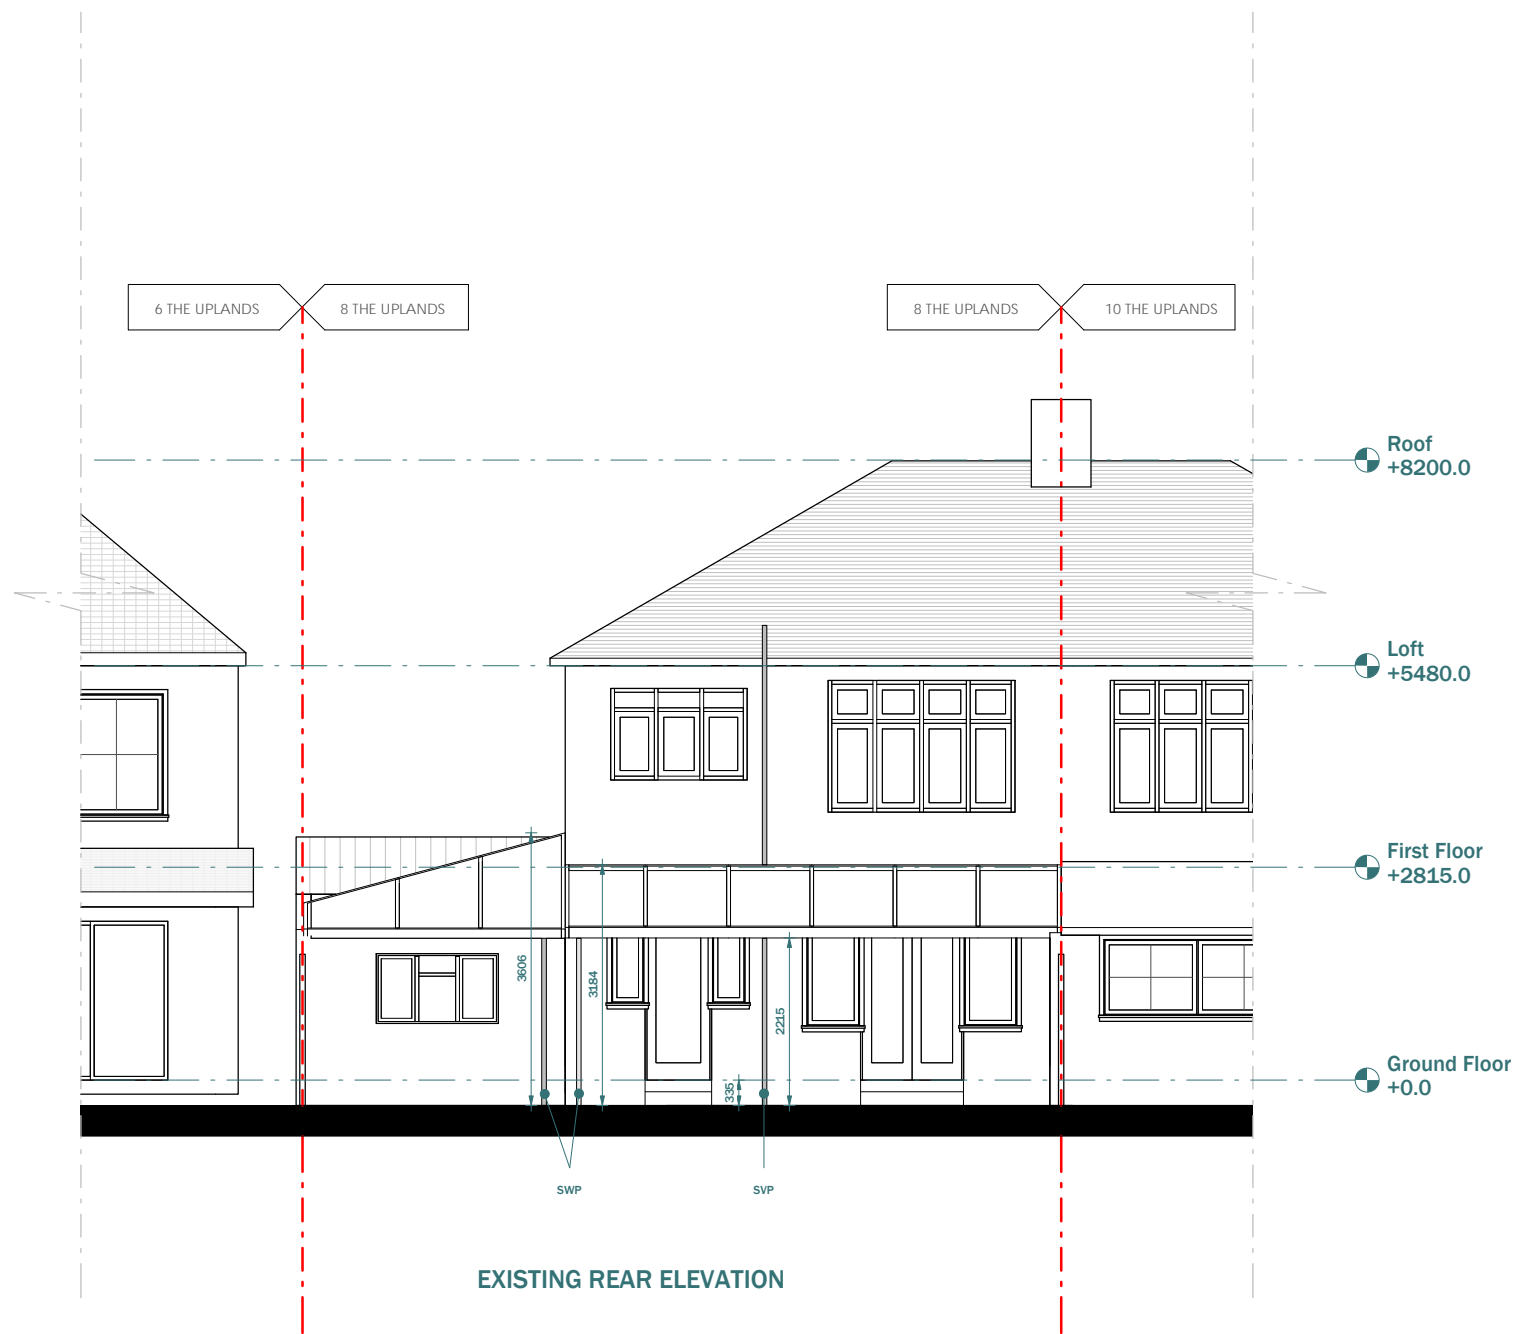 6 THE UPLANDS
8 THE UPLANDS
8 THE UPLANDS
10 THE UPLANDS
Roof
+8200.0
Loft
+5480.0
First Floor
+2815.0
3606
3184
2215
335
Ground Floor
+0.0
SWP
SVP
EXISTING REAR ELEVATION